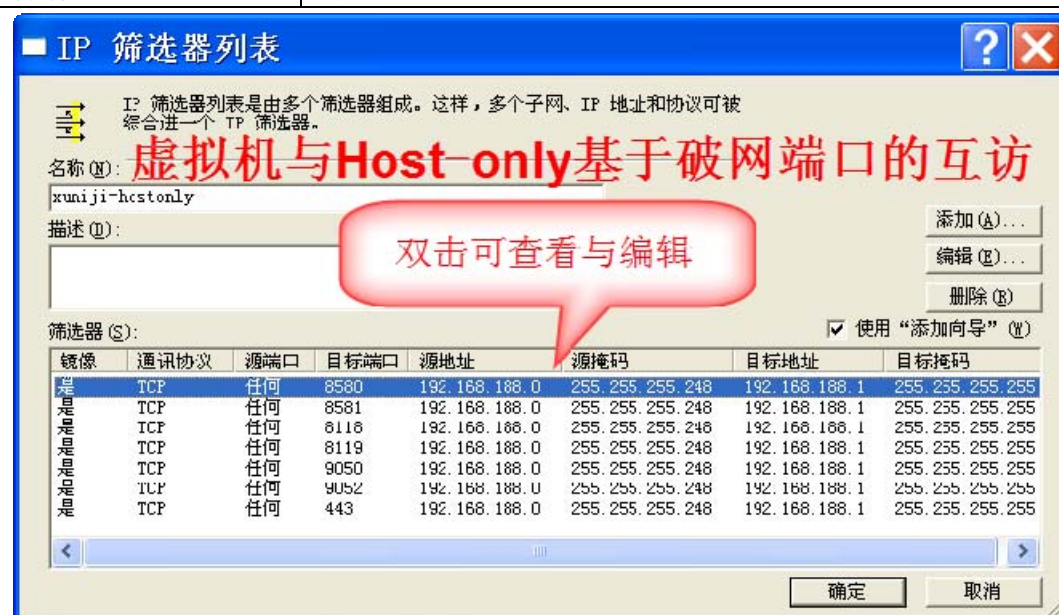 IP 筛选器列表
IP 筛选器列表是由多个筛选器组成。这样，多个子网、IP 地址和协议可被
综合进一个 IP 筛选器。
虚拟机与Host-only基于破网端口的互访
名称(N):
xuniji-hostonly
添加(A)...
描述(D):
双击可查看与编辑
编辑(E)...
删除(R)
筛选器(S):
使用“添加向导”(W)
镜像 通讯协议 源端口 目标端口 源地址 源掩码 目标地址 目标掩码
是 TCP 任何 8580 192.168.188.0 255.255.255.248 192.168.188.1 255.255.255.255
是 TCP 任何 8581 192.168.188.0 255.255.255.248 192.168.188.1 255.255.255.255
是 TCP 任何 8118 192.168.188.0 255.255.255.248 192.168.188.1 255.255.255.255
是 TCP 任何 8119 192.168.188.0 255.255.255.248 192.168.188.1 255.255.255.255
是 TCP 任何 9050 192.168.188.0 255.255.255.248 192.168.188.1 255.255.255.255
是 TCP 任何 9052 192.168.188.0 255.255.255.248 192.168.188.1 255.255.255.255
是 TCP 任何 443 192.168.188.0 255.255.255.248 192.168.188.1 255.255.255.255
确定 取消